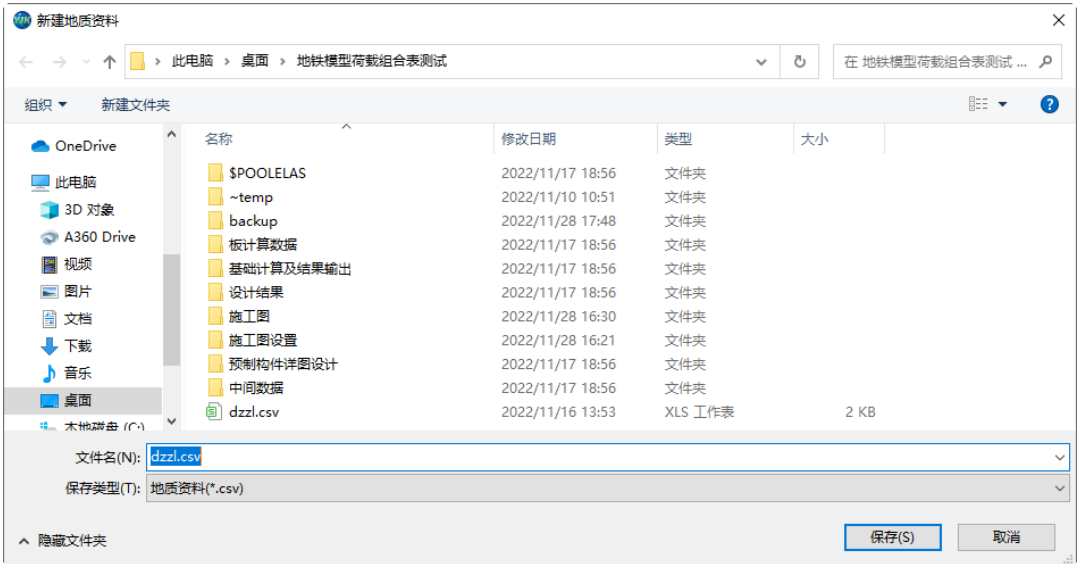 新建地质资料
此电脑 › 桌面 › 地铁模型荷载组合表测试
在 地铁模型荷载组合表测试 ...
组织 新建文件夹
OneDrive
此电脑
3D 对象
A360 Drive
视频
图片
文档
下载
音乐
桌面
本地磁盘 (C:)
名称 修改日期 类型 大小
$POOLELAS 2022/11/17 18:56 文件夹
~temp 2022/11/10 10:51 文件夹
backup 2022/11/28 17:48 文件夹
板计算数据 2022/11/17 18:56 文件夹
基础计算及结果输出 2022/11/17 18:56 文件夹
设计结果 2022/11/17 18:56 文件夹
施工图 2022/11/28 16:30 文件夹
施工图设置 2022/11/28 16:21 文件夹
预制构件详图设计 2022/11/17 18:56 文件夹
中间数据 2022/11/17 18:56 文件夹
dzzl.csv 2022/11/16 13:53 XLS 工作表 2 KB
文件名(N): dzzl.csv
保存类型(T): 地质资料(*.csv)
隐藏文件夹 保存(S) 取消